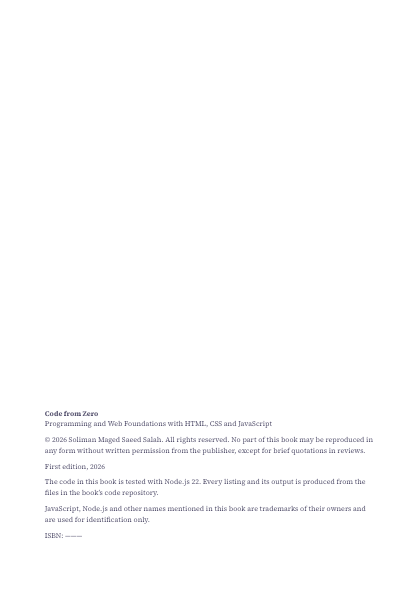 Code from Zero
Programming and Web Foundations with HTML, CSS and JavaScript
© 2026 Soliman Maged Saeed Salah. All rights reserved. No part of this book may be reproduced in
any form without written permission from the publisher, except for brief quotations in reviews.
First edition, 2026
The code in this book is tested with Node.js 22. Every listing and its output is produced from the
files in the book's code repository.
JavaScript, Node.js and other names mentioned in this book are trademarks of their owners and
are used for identification only.
ISBN: ———